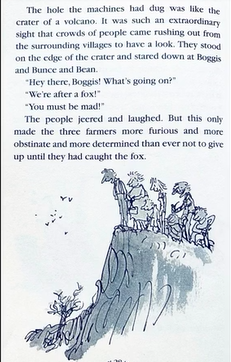 The hole the machines had dug was like the
crater of a volcano. It was such an extraordinary
sight that crowds of people came rushing out from
the surrounding villages to have a look. They stood
on the edge of the crater and stared down at Boggis
and Bunce and Bean.
"Hey there, Boggis! What's going on?"
"We're after a fox!"
"You must be mad!"
The people jeered and laughed. But this only
made the three farmers more furious and more
obstinate and more determined than ever not to give
up until they had caught the fox.